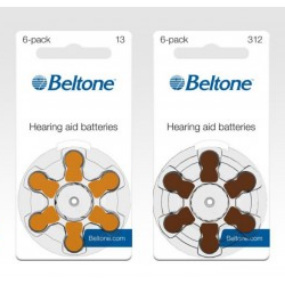 6-pack 13
Beltone
Hearing aid batteries
Beltone.com
6-pack 312
Beltone
Hearing aid batteries
Beltone.com